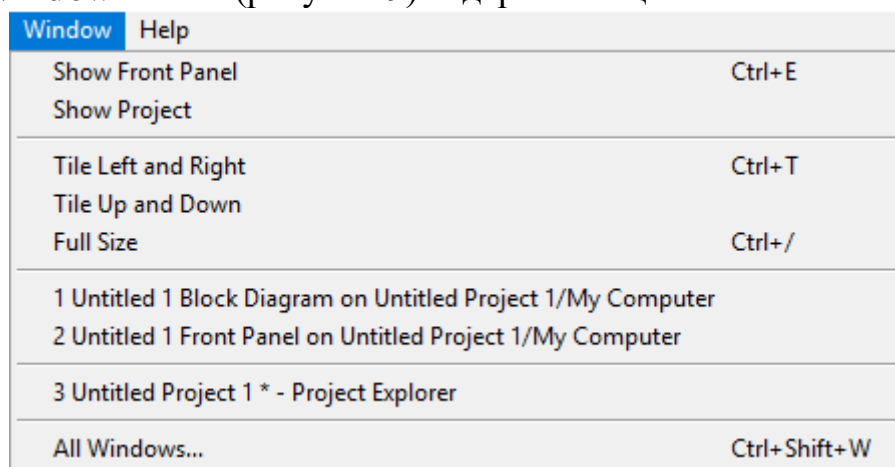 Window Help
Show Front Panel Ctrl+E
Show Project
Tile Left and Right Ctrl+T
Tile Up and Down
Full Size Ctrl+/
1 Untitled 1 Block Diagram on Untitled Project 1/My Computer
2 Untitled 1 Front Panel on Untitled Project 1/My Computer
3 Untitled Project 1 * - Project Explorer
All Windows... Ctrl+Shift+W